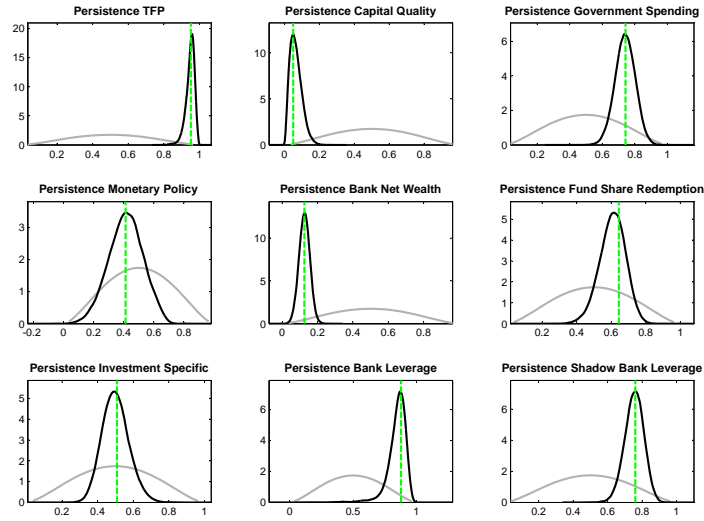 Persistence TFP
20
15
10
5
0
0.2 0.4 0.6 0.8 1
Persistence Capital Quality
10
5
0
0 0.2 0.4 0.6 0.8
Persistence Government Spending
6
4
2
0
0.2 0.4 0.6 0.8 1
Persistence Monetary Policy
3
2
1
0
-0.2 0 0.2 0.4 0.6 0.8
Persistence Bank Net Wealth
10
5
0
0 0.2 0.4 0.6 0.8
Persistence Fund Share Redemption
5
4
3
2
1
0
0.2 0.4 0.6 0.8 1
Persistence Investment Specific
5
4
3
2
1
0
0.2 0.4 0.6 0.8 1
Persistence Bank Leverage
6
4
2
0
0 0.5 1
Persistence Shadow Bank Leverage
6
4
2
0
0.2 0.4 0.6 0.8 1